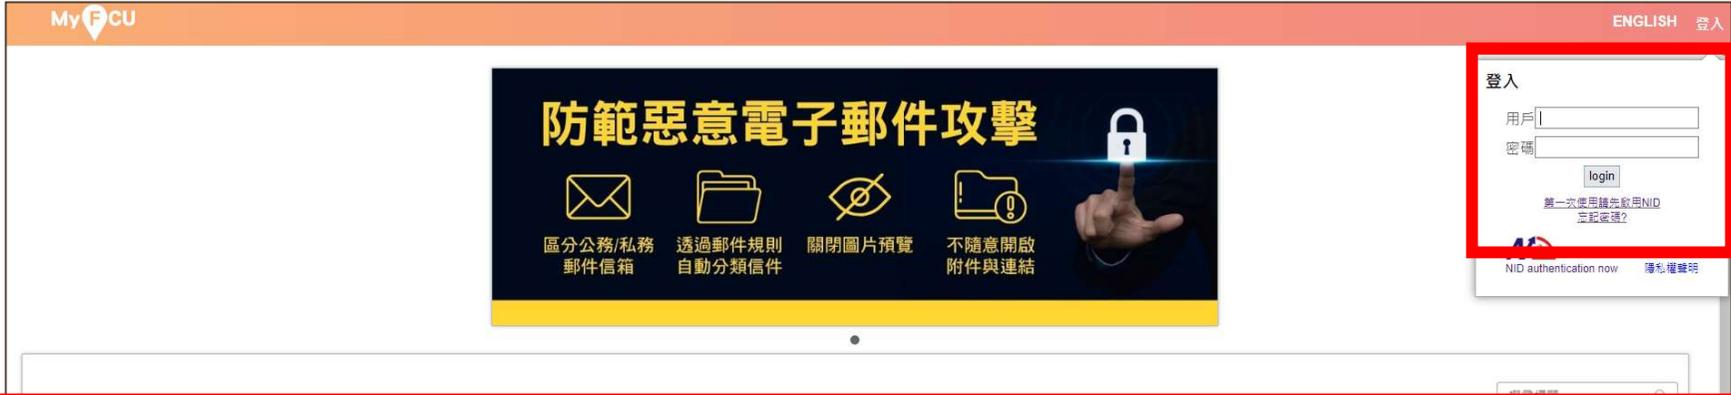 MyFCU
ENGLISH 登入
登入
用戶
密碼
login
第一次使用請先啟用NID
忘記密碼?
NID authentication now 隱私權聲明
防範惡意電子郵件攻擊
區分公務/私務
郵件信箱
透過郵件規則
自動分類信件
關閉圖片預覽
不隨意開啟
附件與連結